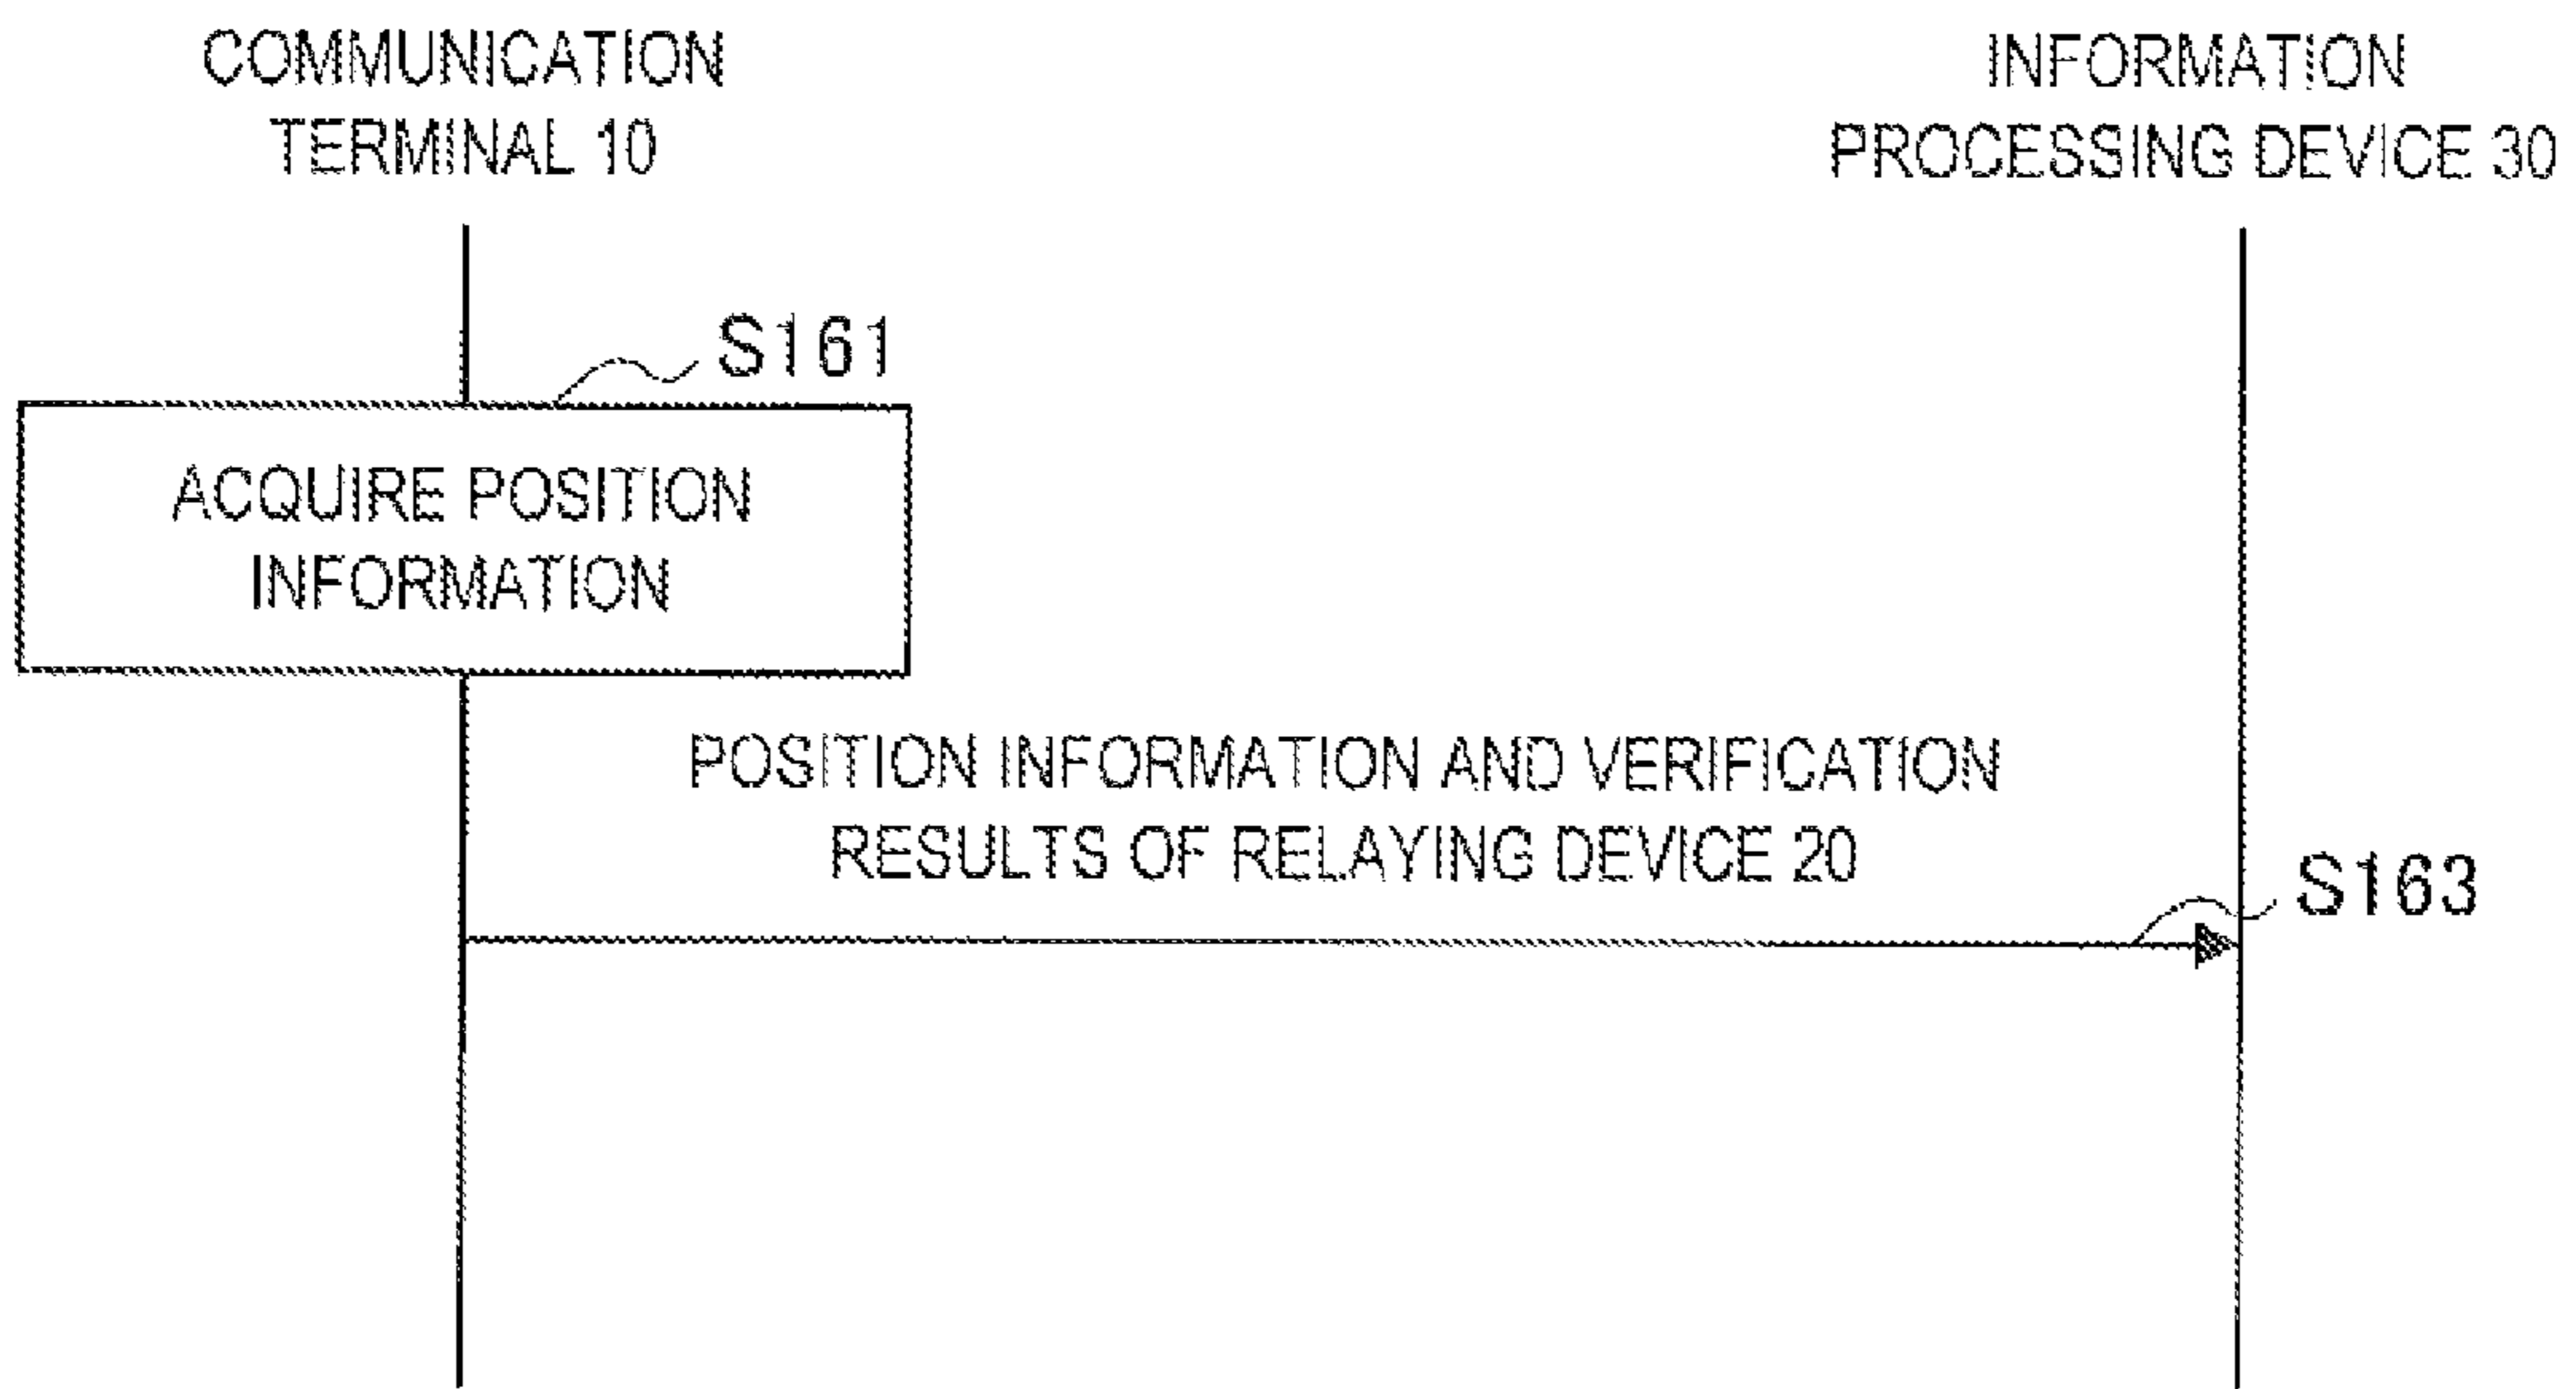 COMMUNICATION
TERMINAL 10
INFORMATION
PROCESSING DEVICE 30
S161
ACQUIRE POSITION
INFORMATION
POSITION INFORMATION AND VERIFICATION
RESULTS OF RELAYING DEVICE 20
S163